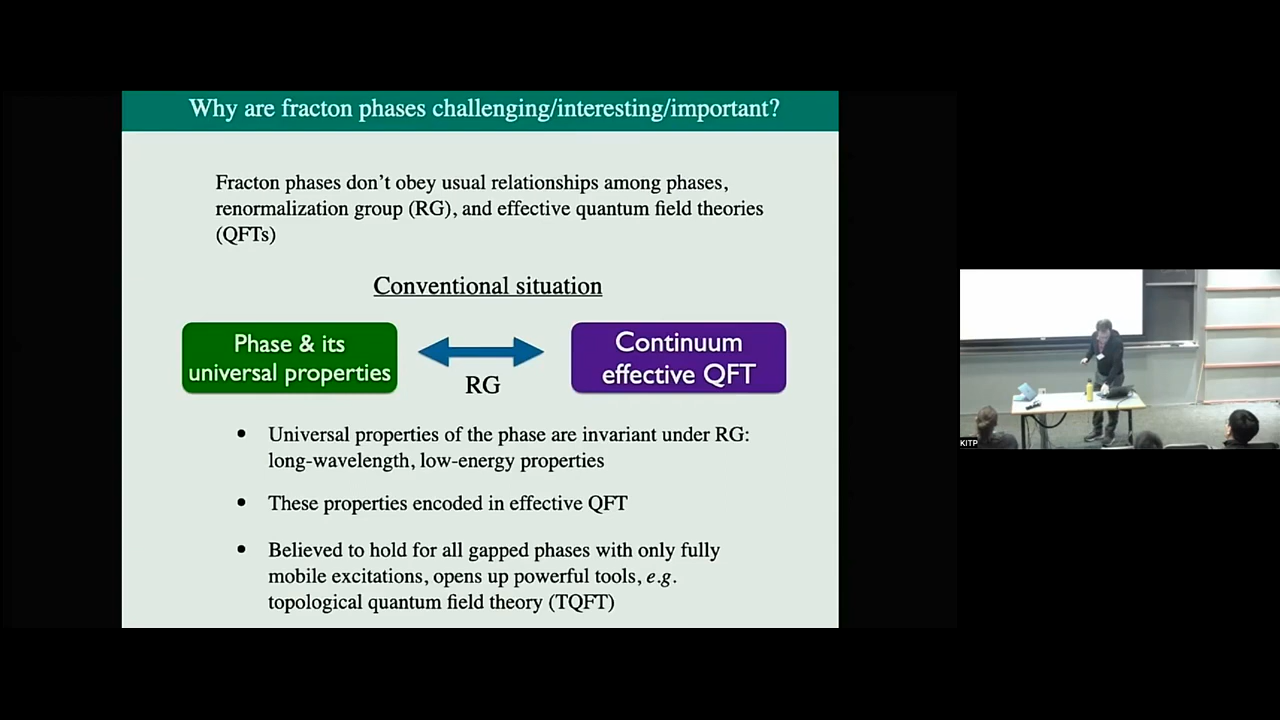 Why are fracton phases challenging/interesting/important?
Fracton phases don't obey usual relationships among phases,
renormalization group (RG), and effective quantum field theories
(QFTs)
Conventional situation
Phase & its
universal properties
RG
Continuum
effective QFT
• Universal properties of the phase are invariant under RG:
long-wavelength, low-energy properties
• These properties encoded in effective QFT
• Believed to hold for all gapped phases with only fully
mobile excitations, opens up powerful tools, e.g.
topological quantum field theory (TQFT)
KITP